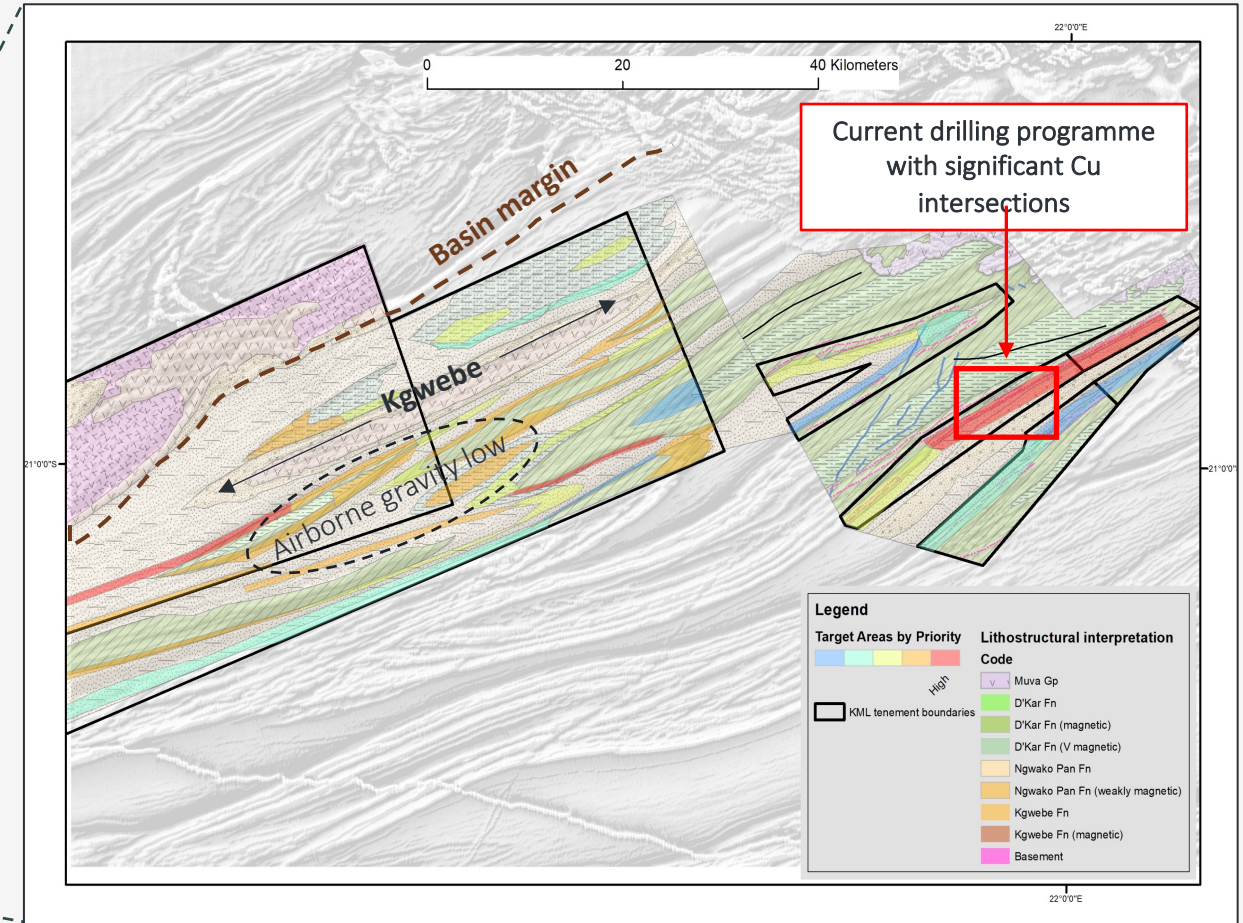 22°0'0"E
0 20 40 Kilometers
Current drilling programme
with significant Cu
intersections
Basin margin
Kgwebe
Airborne gravity low
21°0'0"S
21°0'0"
Legend
Target Areas by Priority
High
KML tenement boundaries
Lithostructural interpretation
Code
Muva Gp
D'Kar Fn
D'Kar Fn (magnetic)
D'Kar Fn (V magnetic)
Ngwako Pan Fn
Ngwako Pan Fn (weakly magnetic)
Kgwebe Fn
Kgwebe Fn (magnetic)
Basement
22°0'0"E